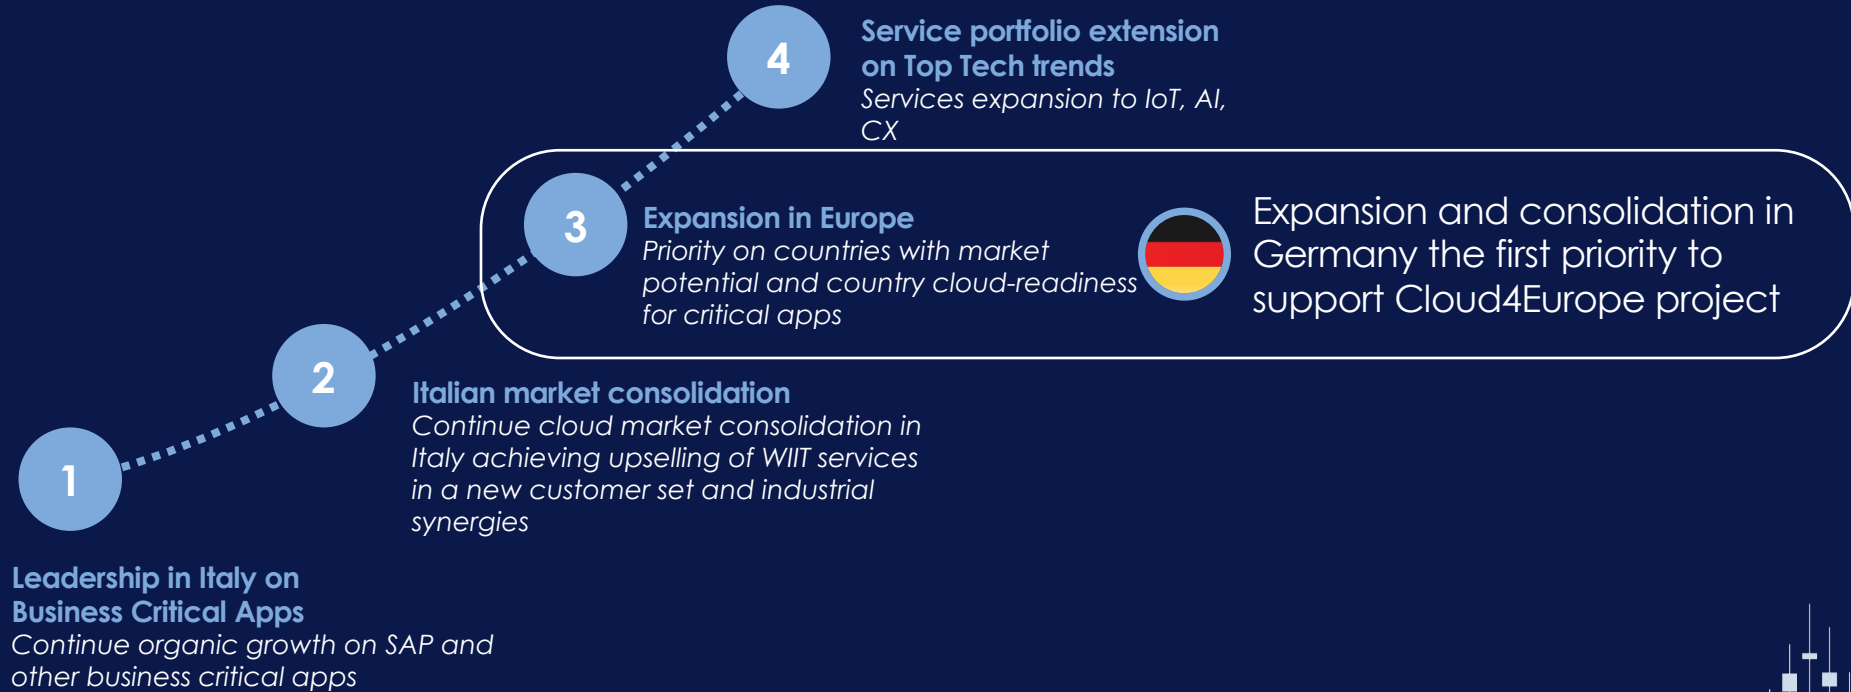 4
Service portfolio extension
on Top Tech trends
Services expansion to IoT, AI,
CX
3
Expansion in Europe
Priority on countries with market
potential and country cloud-readiness
for critical apps
Expansion and consolidation in
Germany the first priority to
support Cloud4Europe project
2
Italian market consolidation
Continue cloud market consolidation in
Italy achieving upselling of WIIT services
in a new customer set and industrial
synergies
1
Leadership in Italy on
Business Critical Apps
Continue organic growth on SAP and
other business critical apps